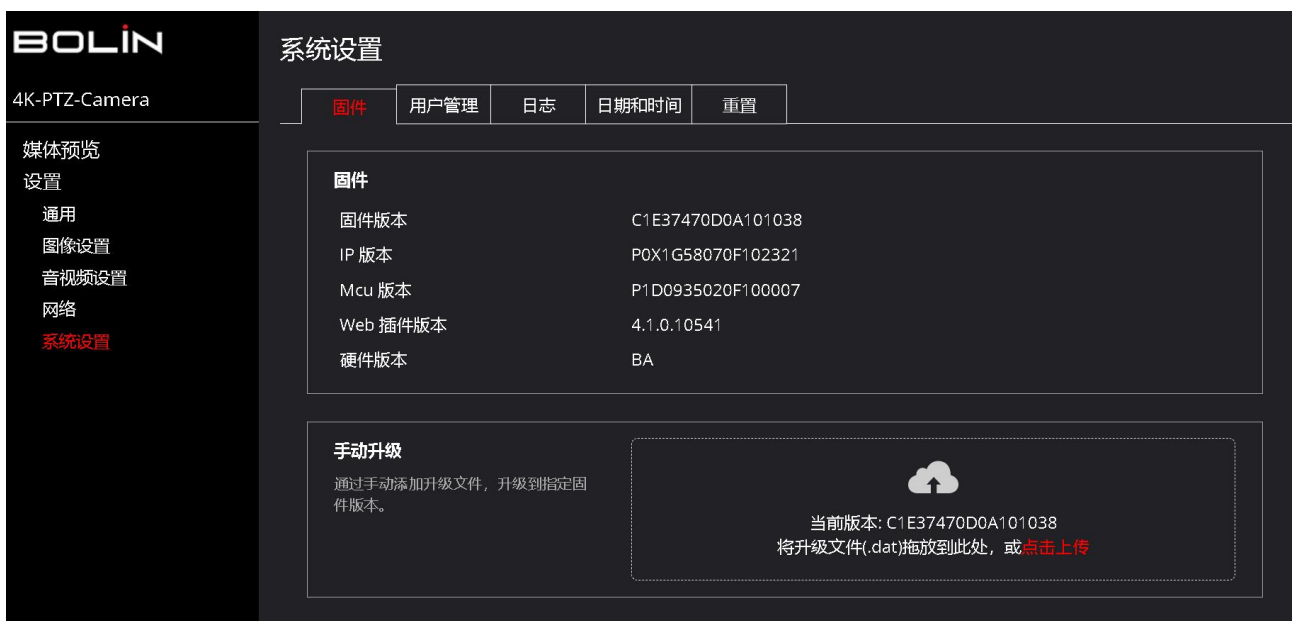 BOLIN
4K-PTZ-Camera
媒体预览
设置
通用
图像设置
音视频设置
网络
系统设置
系统设置
固件 用户管理 日志 日期和时间 重置
固件
固件版本 C1E37470D0A101038
IP 版本 P0X1G58070F102321
Mcu 版本 P1D0935020F100007
Web 插件版本 4.1.0.10541
硬件版本 BA
手动升级
通过手动添加升级文件，升级到指定固
件版本。
当前版本: C1E37470D0A101038
将升级文件(.dat)拖放到此处，或点击上传